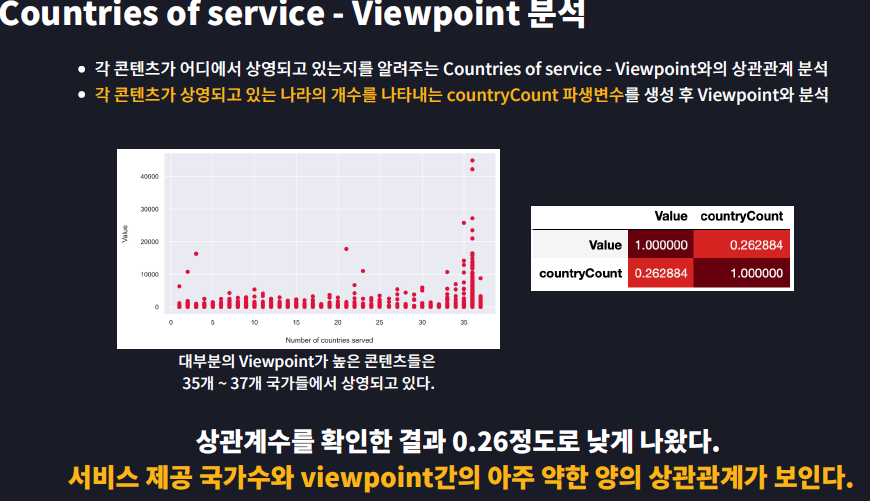 Countries of service - Viewpoint 분석
• 각 콘텐츠가 어디에서 상영되고 있는지를 알려주는 Countries of service - Viewpoint와의 상관관계 분석
• 각 콘텐츠가 상영되고 있는 나라의 개수를 나타내는 countryCount 파생변수를 생성 후 Viewpoint와 분석
40000
30000
20000
10000
0
Value
0 5 10 15 20 25 30 35
Number of countries served
Value countryCount
Value 1.000000 0.262884
countryCount 0.262884 1.000000
대부분의 Viewpoint가 높은 콘텐츠들은
35개 ~ 37개 국가들에서 상영되고 있다.
상관계수를 확인한 결과 0.26정도로 낮게 나왔다.
서비스 제공 국가수와 viewpoint간의 아주 약한 양의 상관관계가 보인다.